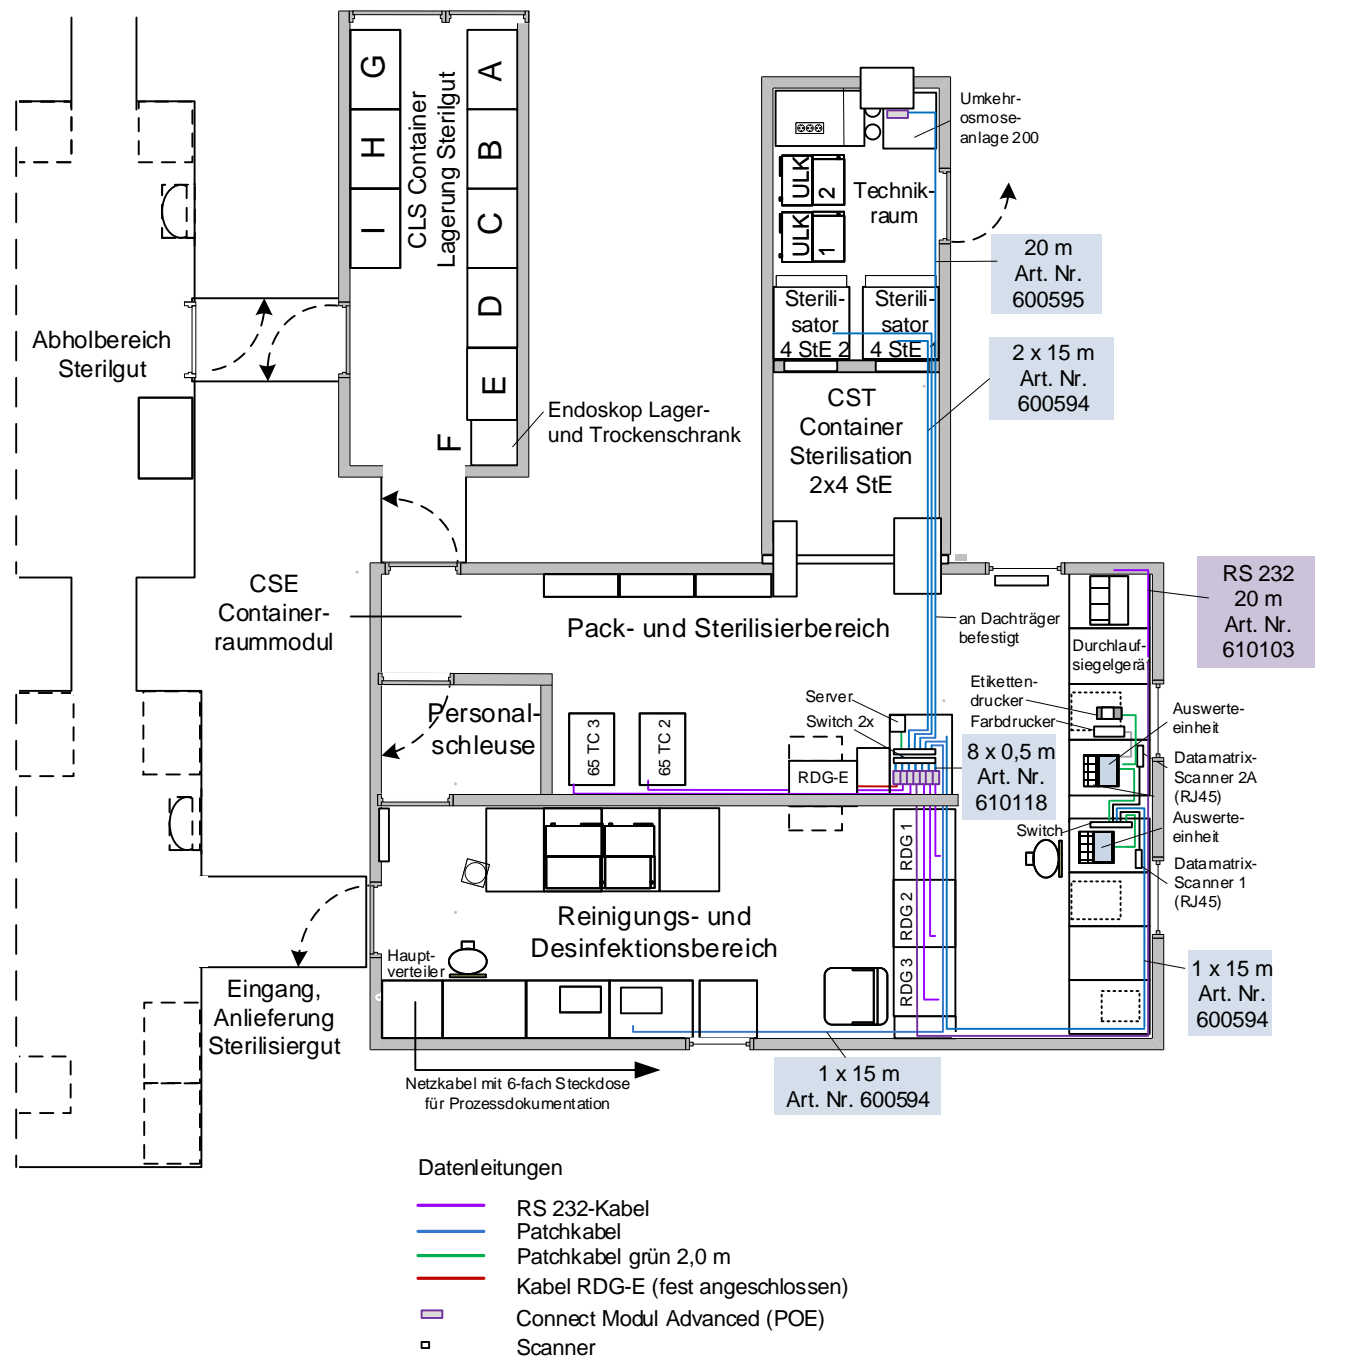 G
H
I
CLS Container
Lagerung Sterilgut
A
B
C
D
E
F
Umkehr-
osmose-
anlage 200
ULK
2
ULK
1
Technik-
raum
20 m
Art. Nr.
600595
Sterili-
sator
4 StE 2
Sterili-
sator
4 StE
2 x 15 m
Art. Nr.
600594
Abholbereich
Sterilgut
Endoskop Lager-
und Trockenschrank
CST
Container
Sterilisation
2x4 StE
CSE
Container-
raummodul
Pack- und Sterilisierbereich
an Dachträger
befestigt
RS 232
20 m
Art. Nr.
610103
Durchlauf-
siegelgerä
Etiketten-
drucker
Farbdrucker
Auswerte-
einheit
Personal-
schleuse
65 TC 3
65 TC 2
Server
Switch 2x
RDG-E
8 x 0,5 m
Art. Nr.
610118
Datamatrix-
Scanner 2A
(RJ45)
Switch
Auswerte-
einheit
Datamatrix-
Scanner 1
(RJ45)
RDG 1
RDG 2
RDG 3
Reinigungs- und
Desinfektionsbereich
Haupt-
verteiler
Eingang,
Anlieferung
Sterilisiergut
1 x 15 m
Art. Nr.
600594
1 x 15 m
Art. Nr. 600594
Netzkabel mit 6-fach Steckdose
für Prozessdokumentation
Datenleitungen
RS 232-Kabel
Patchkabel
Patchkabel grün 2,0 m
Kabel RDG-E (fest angeschlossen)
Connect Modul Advanced (POE)
Scanner